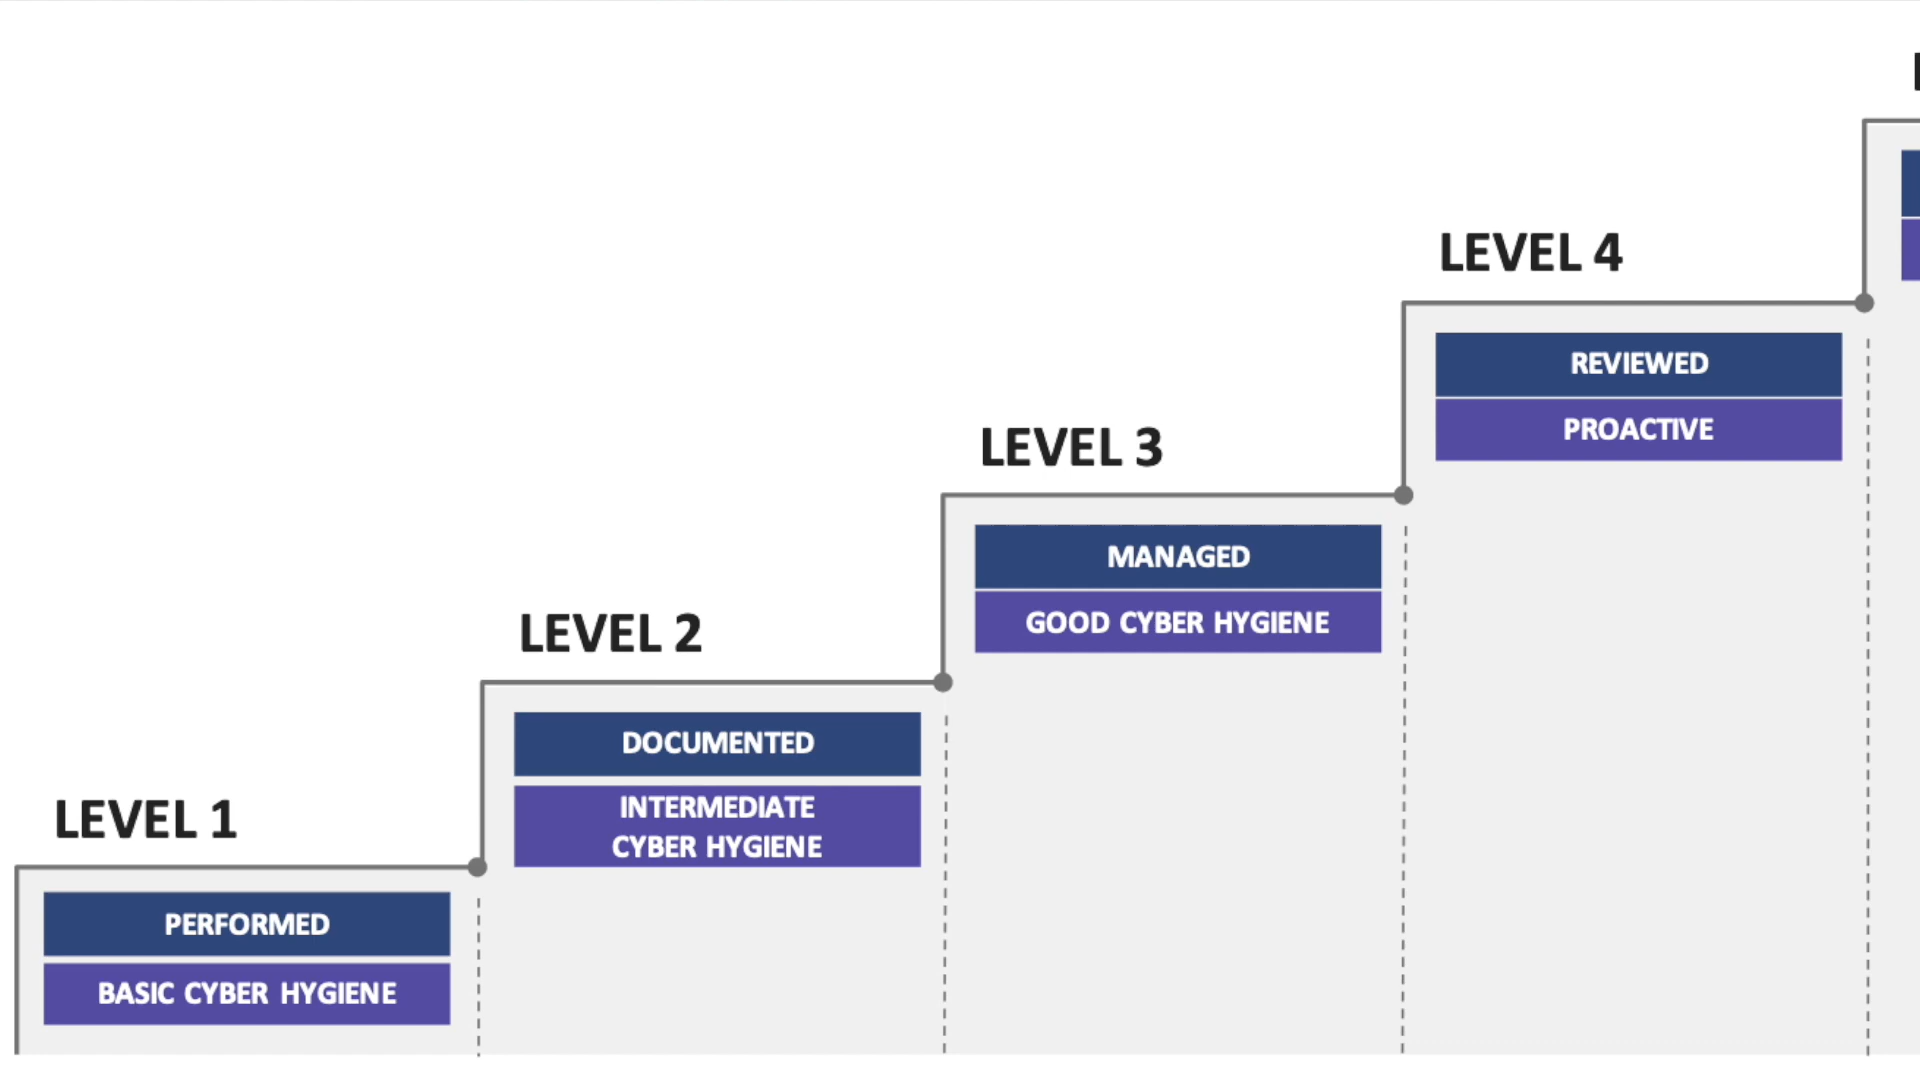 LEVEL 1
PERFORMED
BASIC CYBER HYGIENE
LEVEL 2
DOCUMENTED
INTERMEDIATE
CYBER HYGIENE
LEVEL 3
MANAGED
GOOD CYBER HYGIENE
LEVEL 4
REVIEWED
PROACTIVE